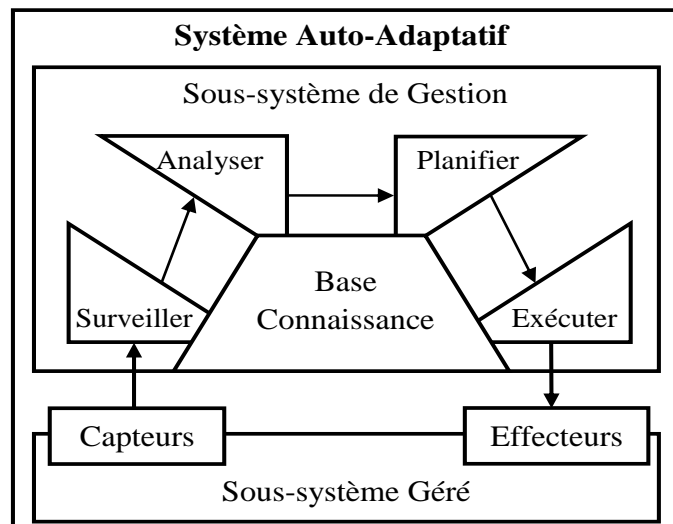 Système Auto-Adaptatif
Sous-système de Gestion
Analyser
Planifier
Surveiller
Base
Connaissance
Exécuter
Capteurs
Effecteurs
Sous-système Géré